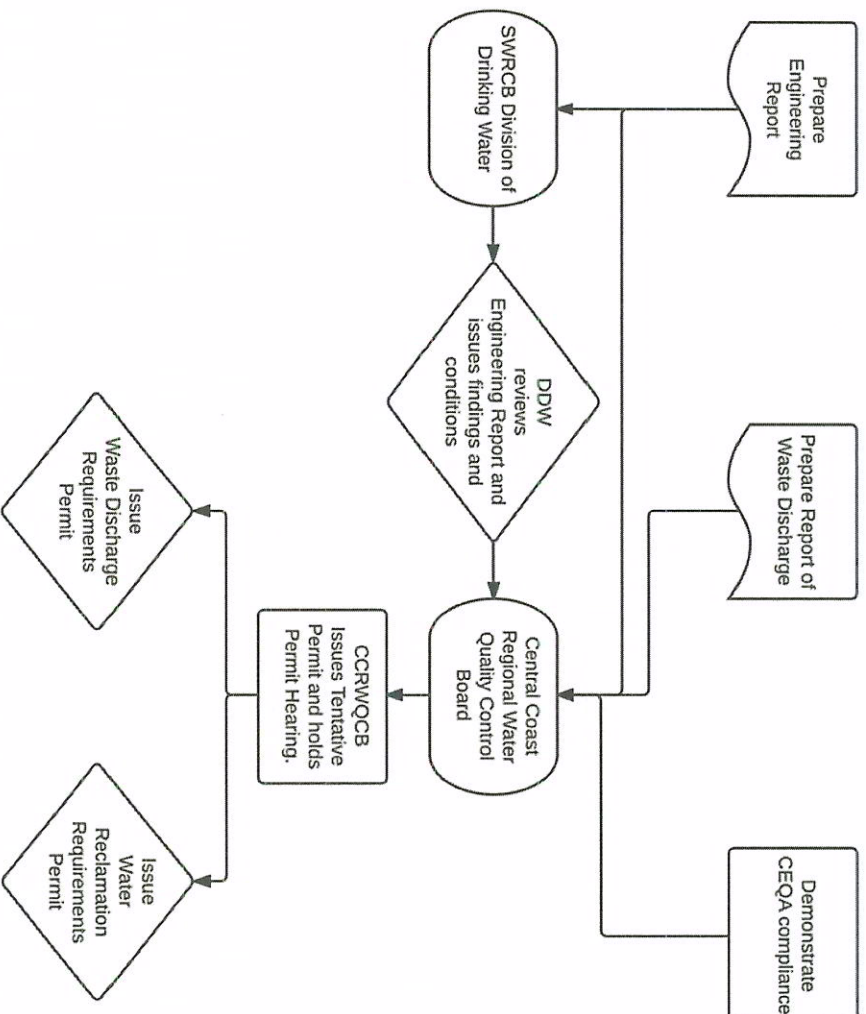 Prepare
Engineering
Report
Prepare Report of
Waste Discharge
Demonstrate
CEQA compliance
SWRCB Division of
Drinking Water
DDW
reviews
Engineering Report and
issues findings and
conditions
Central Coast
Regional Water
Quality Control
Board
CCRWQCB
Issues Tentative
Permit and holds
Permit Hearing.
Issue
Waste Discharge
Requirements
Permit
Issue
Water
Reclamation
Requirements
Permit